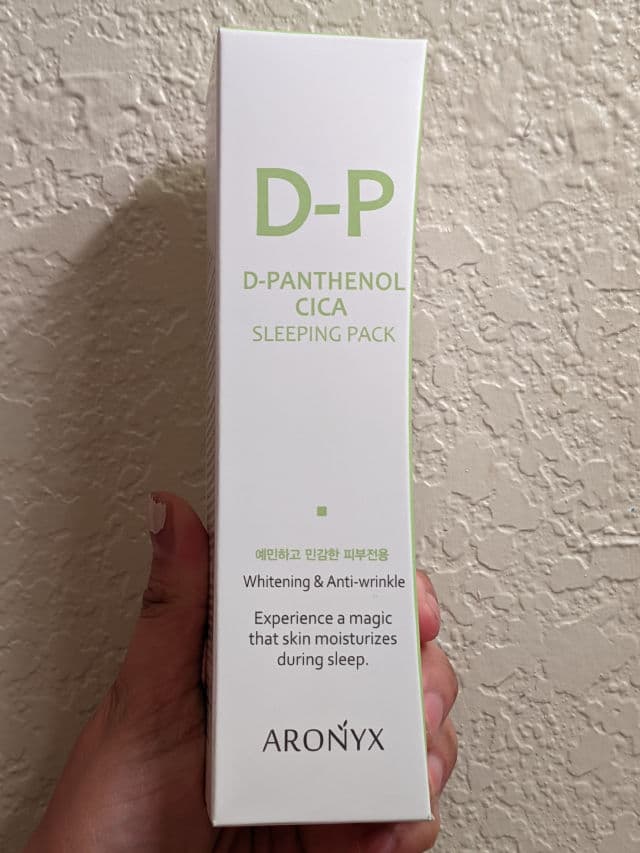 D-P
D-PANTHENOL
CICA
SLEEPING PACK
예민하고 민감한 피부전용
Whitening & Anti-wrinkle
Experience a magic
that skin moisturizes
during sleep.
ARONYX